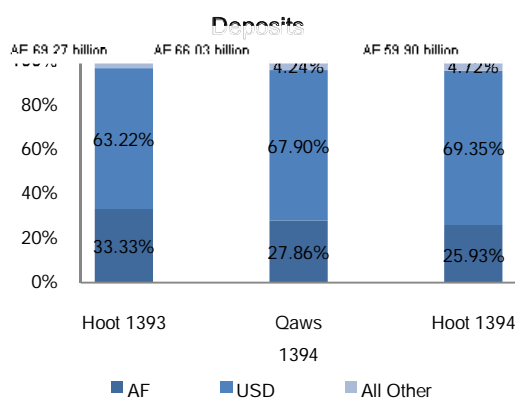 Deposits
AF 69.27 billion AF 66.03 billion AF 59.90 billion
100% 4.24% 4.72%
80%
63.22% 67.90% 69.35%
60%
40%
20% 33.33% 27.86% 25.93%
0%
Hoot 1393 Qaws Hoot 1394
1394
AF USD All Other